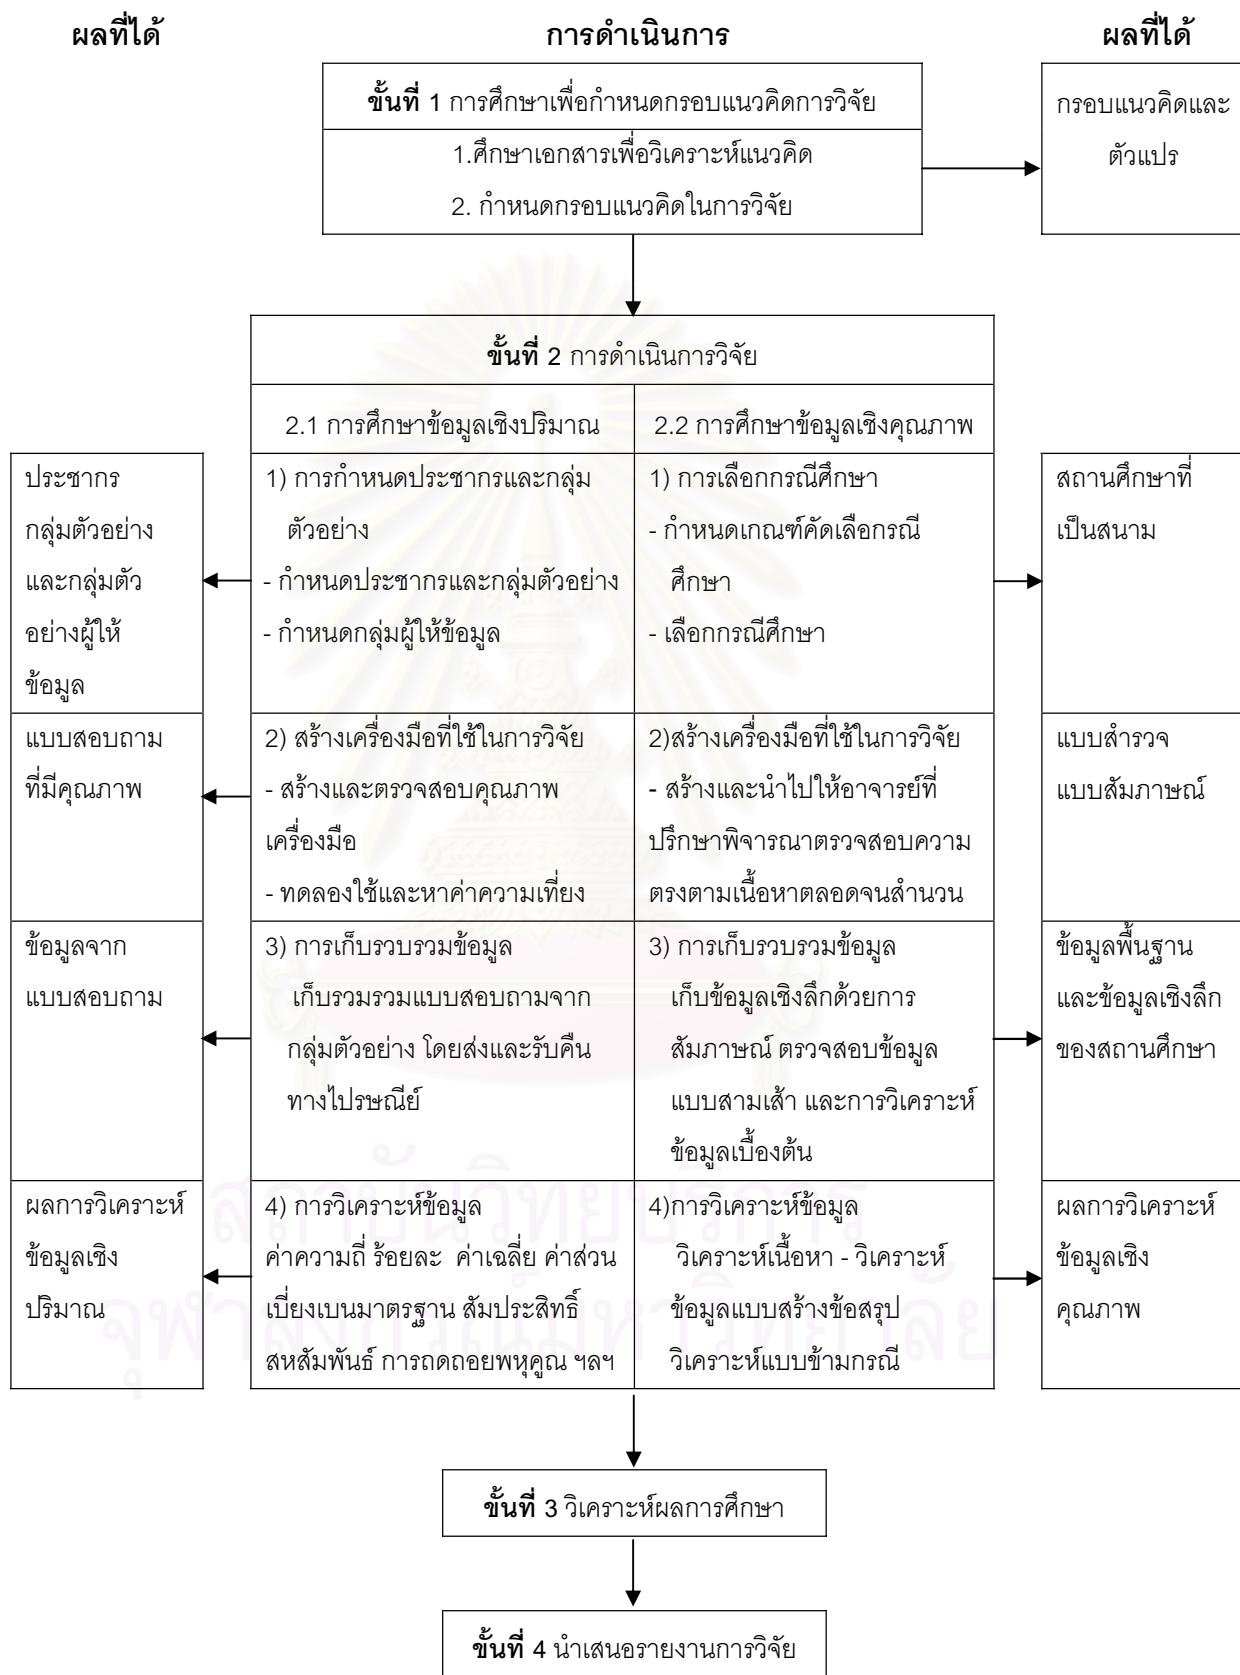 ผลที่ได้ การดำเนินการ ผลที่ได้
ขั้นที่ 1 การศึกษาเพื่อกำหนดกรอบแนวคิดการวิจัย
1.ศึกษาเอกสารเพื่อวิเคราะห์แนวคิด
2. กำหนดกรอบแนวคิดในการวิจัย
กรอบแนวคิดและ
ตัวแปร
ขั้นที่ 2 การดำเนินการวิจัย
2.1 การศึกษาข้อมูลเชิงปริมาณ
2.2 การศึกษาข้อมูลเชิงคุณภาพ
ประชากร
กลุ่มตัวอย่าง
และกลุ่มตัว
อย่างผู้ให้
ข้อมูล
1) การกำหนดประชากรและกลุ่ม
ตัวอย่าง
- กำหนดประชากรและกลุ่มตัวอย่าง
- กำหนดกลุ่มผู้ให้ข้อมูล
1) การเลือกกรณีศึกษา
- กำหนดเกณฑ์คัดเลือกรณี
ศึกษา
- เลือกกรณีศึกษา
สถานศึกษาที่
เป็นสนาม
แบบสอบถาม
ที่มีคุณภาพ
2) สร้างเครื่องมือที่ใช้ในการวิจัย
- สร้างและตรวจสอบคุณภาพ
เครื่องมือ
- ทดลองใช้และหาค่าความเที่ยง
2)สร้างเครื่องมือที่ใช้ในการวิจัย
- สร้างและนำไปให้อาจารย์ที่
ปรึกษาพิจารณาตรวจสอบความ
ตรงตามเนื้อหาตลอดจนสำนวน
แบบสำรวจ
แบบสัมภาษณ์
ข้อมูลจาก
แบบสอบถาม
3) การเก็บรวบรวมข้อมูล
เก็บรวมรวมแบบสอบถามจาก
กลุ่มตัวอย่าง โดยส่งและรับคืน
ทางไปรษณีย์
3) การเก็บรวบรวมข้อมูล
เก็บข้อมูลเชิงลึกด้วยการ
สัมภาษณ์ ตรวจสอบข้อมูล
แบบสามเส้า และการวิเคราะห์
ข้อมูลเบื้องต้น
ข้อมูลพื้นฐาน
และข้อมูลเชิงลึก
ของสถานศึกษา
ผลการวิเคราะห์
ข้อมูลเชิง
ปริมาณ
4) การวิเคราะห์ข้อมูล
ค่าความถี่ ร้อยละ ค่าเฉลี่ย ค่าส่วน
เบี่ยงเบนมาตรฐาน สัมประสิทธิ์
สหสัมพันธ์ การถดถอยพหุคูณ ฯลฯ
4)การวิเคราะห์ข้อมูล
วิเคราะห์เนื้อหา - วิเคราะห์
ข้อมูลแบบสร้างข้อสรุป
วิเคราะห์แบบข้ามกรณี
ผลการวิเคราะห์
ข้อมูลเชิง
คุณภาพ
สถาบันวิทยบริการ
จุฬาลงกรณ์มหาวิทยาลัย
ขั้นที่ 3 วิเคราะห์ผลการศึกษา
ขั้นที่ 4 นำเสนอรายงานการวิจัย